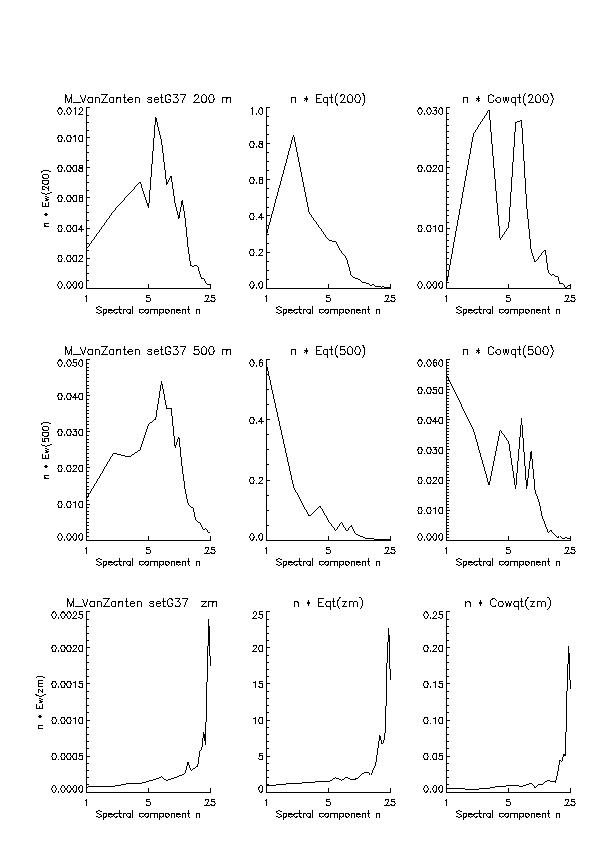 M_VanZanten setG37 200 m
n * Eqt(200)
n * Cowqt(200)
n * Ew(200)
0.012
0.010
0.008
0.006
0.004
0.002
0.000
1.0
0.8
0.6
0.4
0.2
0.0
0.030
0.020
0.010
0.000
1 5 25
1 5 25
1 5 25
Spectral component n
Spectral component n
Spectral component n
M_VanZanten setG37 500 m
n * Eqt(500)
n * Cowqt(500)
n * Ew(500)
0.050
0.040
0.030
0.020
0.010
0.000
0.6
0.4
0.2
0.0
0.060
0.050
0.040
0.030
0.020
0.010
0.000
1 5 25
1 5 25
1 5 25
Spectral component n
Spectral component n
Spectral component n
M_VanZanten setG37 zm
n * Eqt(zm)
n * Cowqt(zm)
n * Ew(zm)
0.0025
0.0020
0.0015
0.0010
0.0005
0.0000
25
20
15
10
5
0
0.25
0.20
0.15
0.10
0.05
0.00
1 5 25
1 5 25
1 5 25
Spectral component n
Spectral component n
Spectral component n